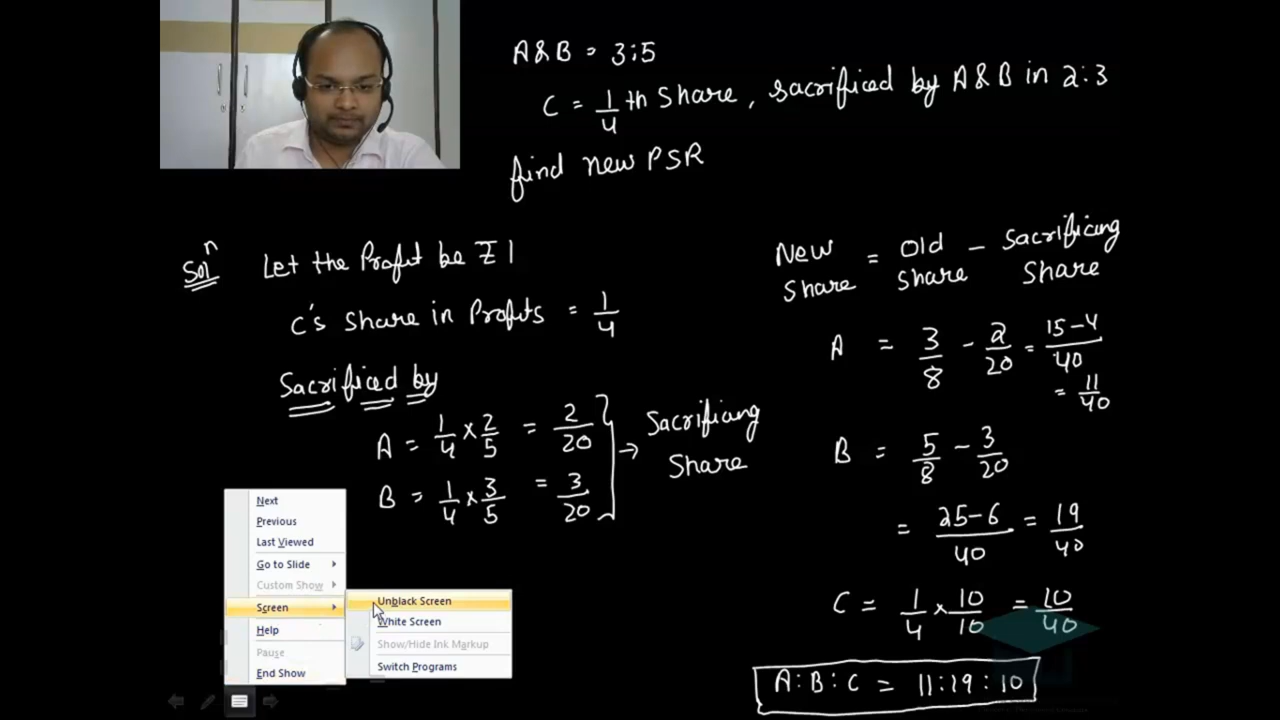 A&B = 3:5
C = 1/4 th Share, sacrificed by A&B in 2:3
find new PSR
Solⁿ Let the Profit be ₹ 1
C's share in Profits = 1/4
Sacrificed by
A = 1/4 × 2/5 = 2/20
B = 1/4 × 3/5 = 3/20
→ Sacrificing
Share
New Share = Old Share – Sacrificing Share
A = 3/8 – 2/20 = 15–4/40
= 11/40
B = 5/8 – 3/20
= 25–6/40 = 19/40
C = 1/4 × 10/10 = 10/40
A:B:C = 11:19:10
Next
Previous
Last Viewed
Go to Slide
Custom Show
Screen
Help
Pause
End Show
Unblack Screen
White Screen
Show/Hide Ink Markup
Switch Programs